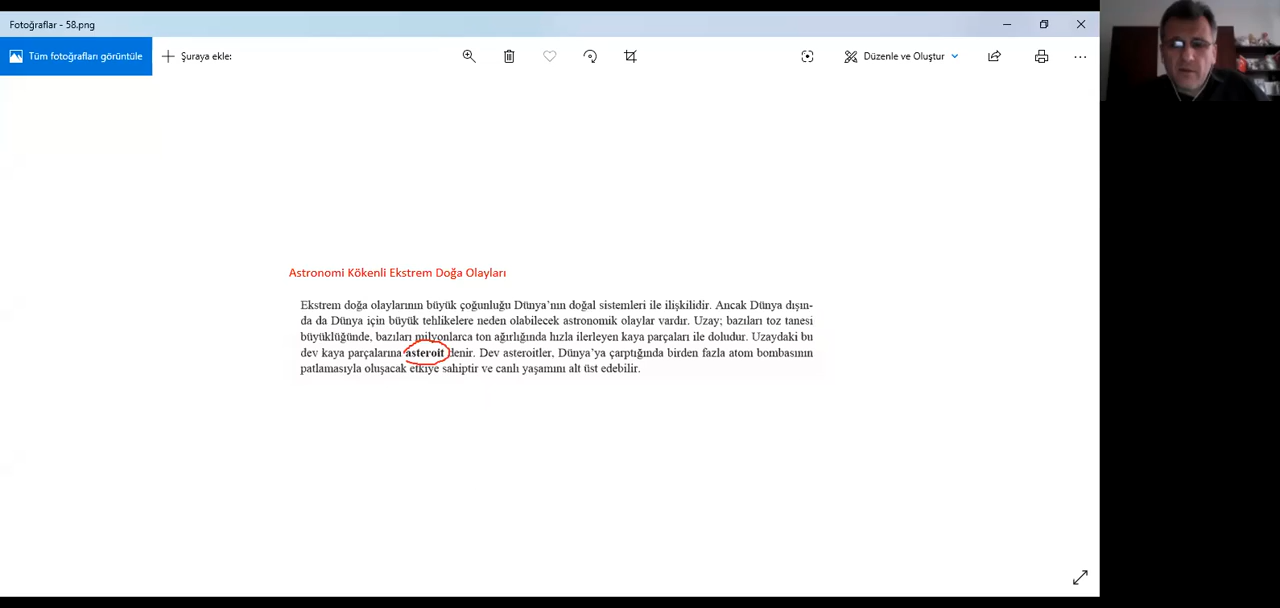 Fotoğraflar - 58.png
Tüm fotoğrafları görüntüle
Şuraya ekle:
Düzenle ve Oluştur
Astronomi Kökenli Ekstrem Doğa Olayları
Ekstrem doğa olaylarının büyük çoğunluğu Dünya'nın doğal sistemleri ile ilişkilidir. Ancak Dünya dışın-
da da Dünya için büyük tehlikelere neden olabilecek astronomik olaylar vardır. Uzay; bazıları toz tanesi
büyüklüğünde, bazıları milyonlarca ton ağırlığında hızla ilerleyen kaya parçaları ile doludur. Uzaydaki bu
dev kaya parçalarına asteroit denir. Dev asteroitler, Dünya'ya çarptığında birden fazla atom bombasının
patlamasıyla oluşacak etkiye sahiptir ve canlı yaşamını alt üst edebilir.